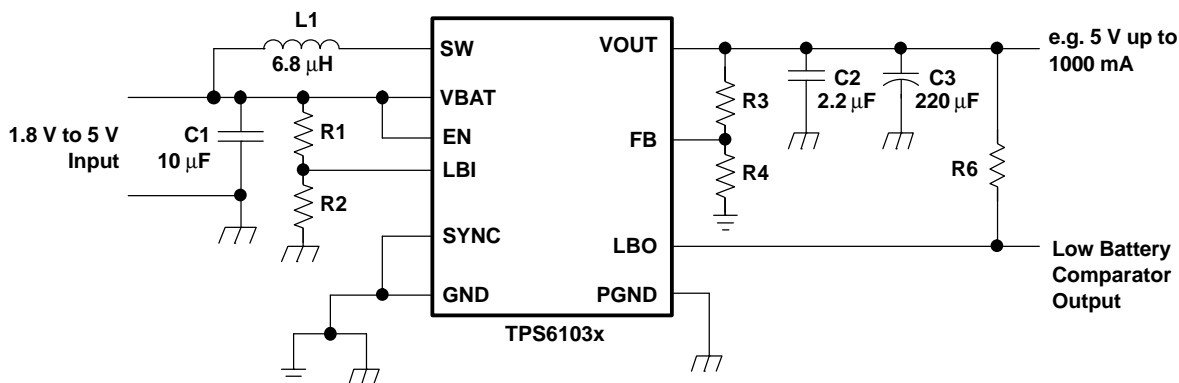 L1
6.8 μH
SW
VBAT
EN
LBI
SYNC
GND
VOUT
FB
LBO
PGND
TPS6103x
1.8 V to 5 V
Input
C1
10 μF
R1
R2
R3
R4
C2
2.2 μF
C3
220 μF
R6
e.g. 5 V up to
1000 mA
Low Battery
Comparator
Output